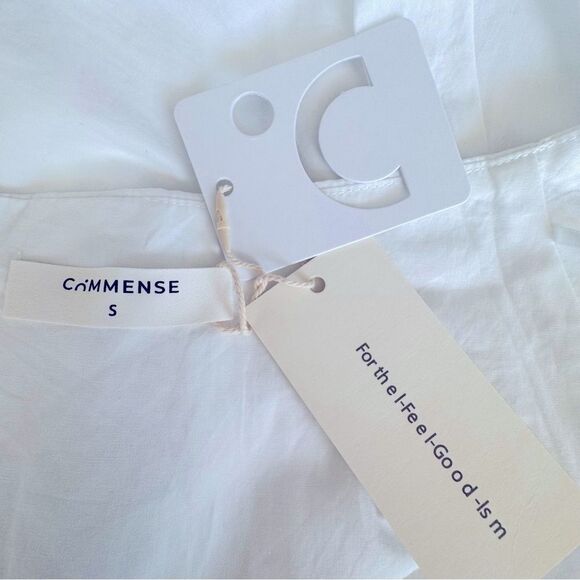 °C
COMMENSE
S
For the I-Feel-Good-Ism